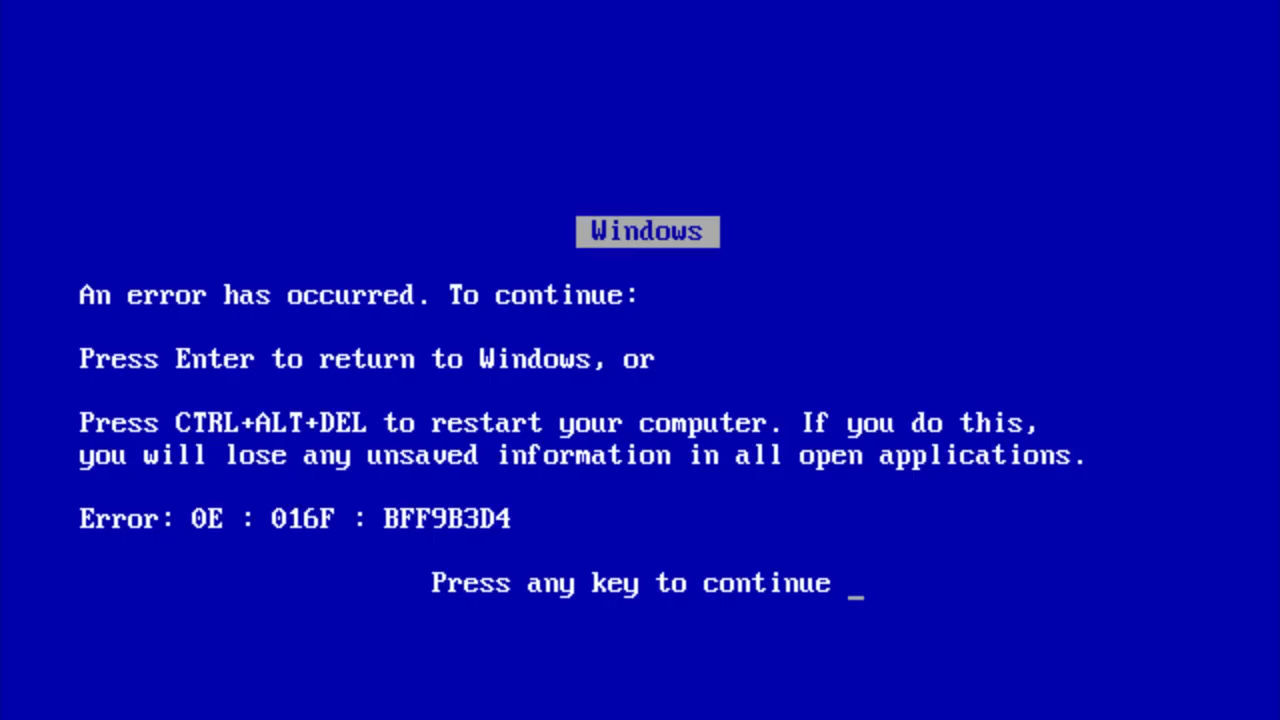 Windows
An error has occurred. To continue:
Press Enter to return to Windows, or
Press CTRL+ALT+DEL to restart your computer. If you do this,
you will lose any unsaved information in all open applications.
Error: 0E : 016F : BFF9B3D4
Press any key to continue _